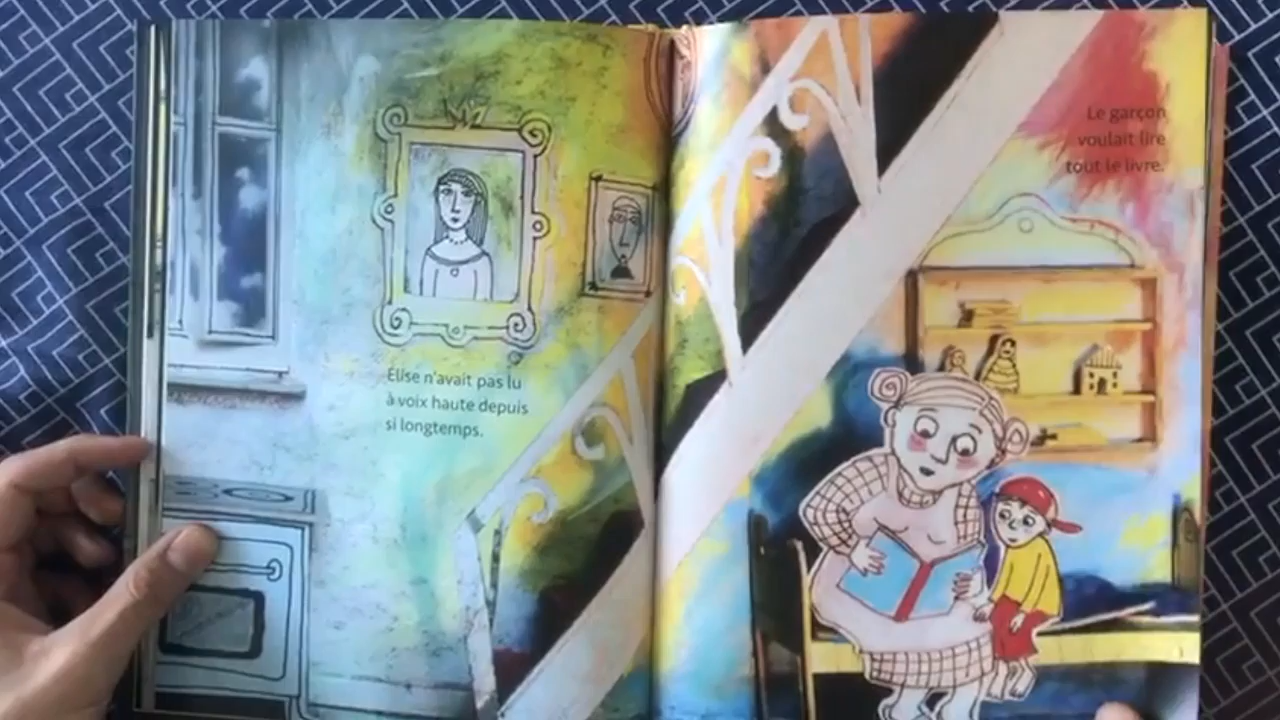 Élise n'avait pas lu
à voix haute depuis
si longtemps.
Le garçon
voulait lire
tout le livre.